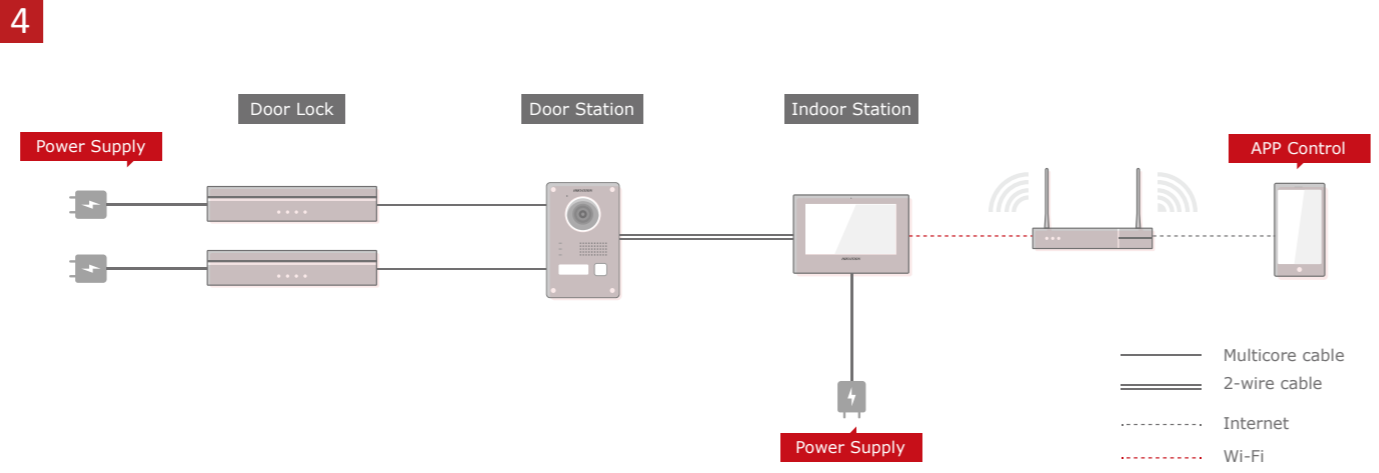 4
Door Lock
Door Station
Indoor Station
Power Supply
APP Control
Multicore cable
2-wire cable
Internet
Power Supply
Wi-Fi